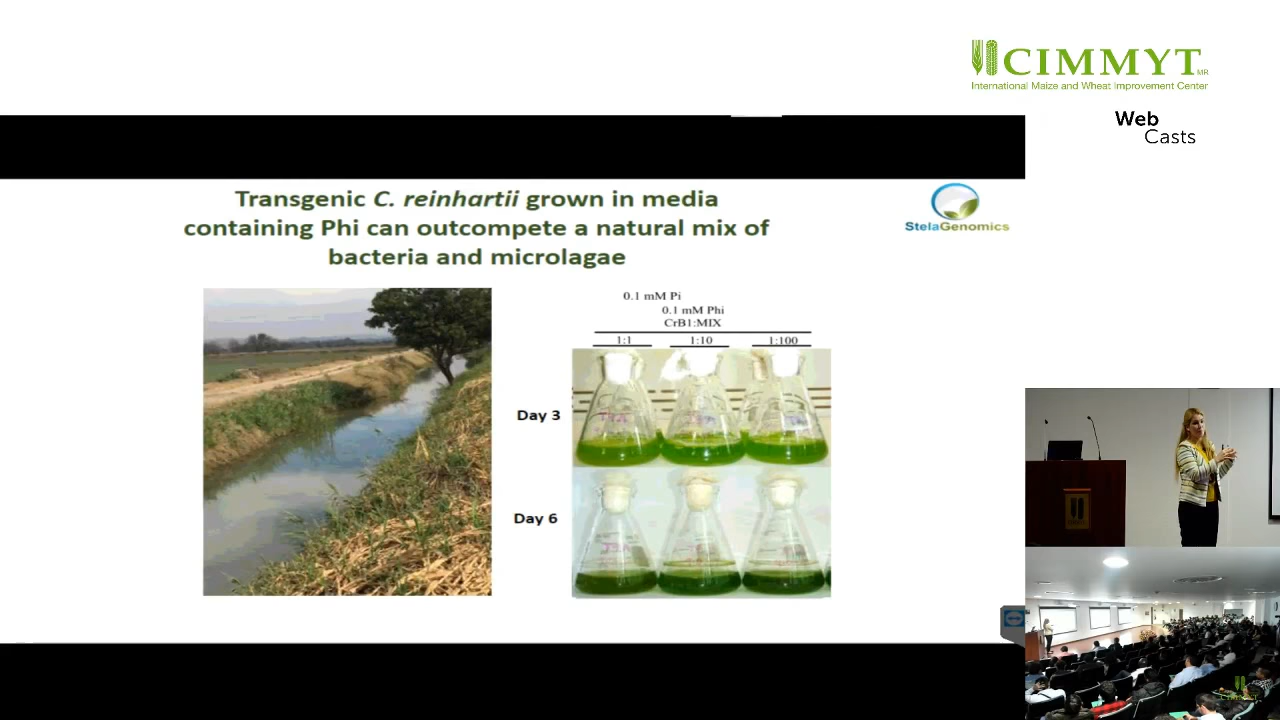 CIMMYT MR
International Maize and Wheat Improvement Center
Web
Casts
Transgenic C. reinhartii grown in media
containing Phi can outcompete a natural mix of
bacteria and microlagae
StelaGenomics
0.1 mM Pi
0.1 mM Phi
CrB1:MIX
1:1 1:10 1:100
Day 3
Day 6